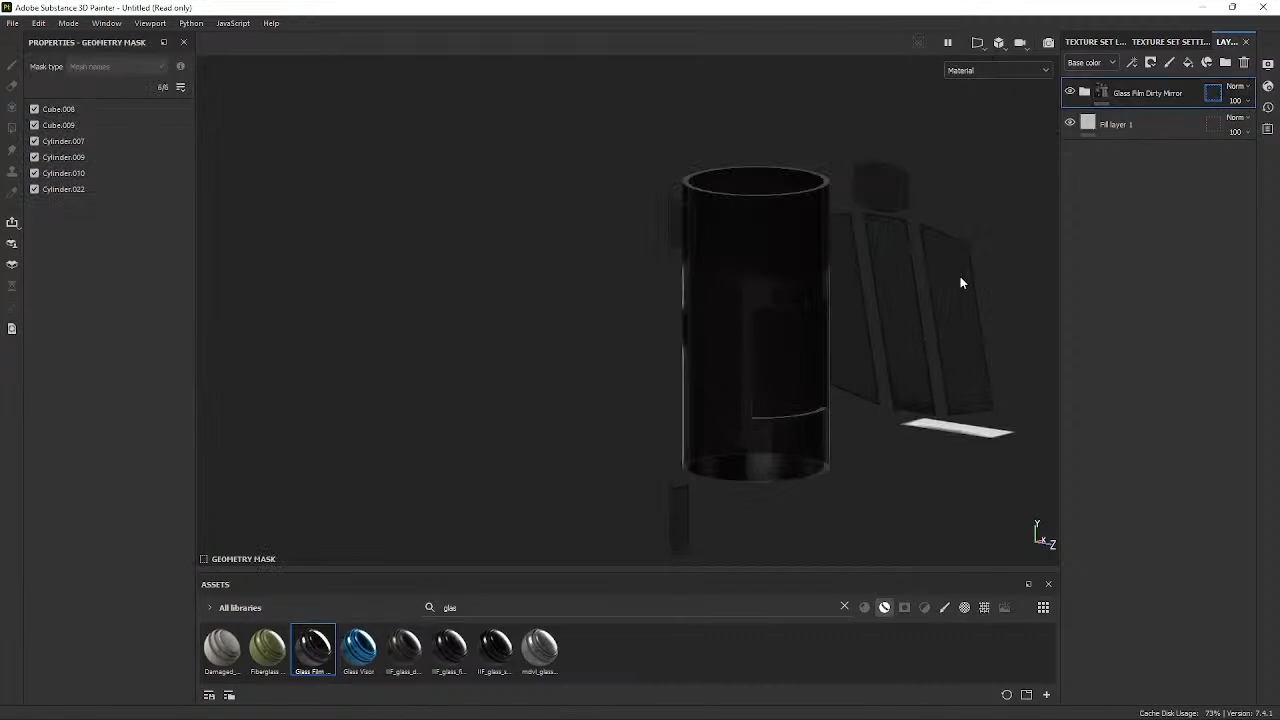 Adobe Substance 3D Painter - Untitled (Read only)
File Edit Mode Window Viewport Python JavaScript Help
PROPERTIES - GEOMETRY MASK
Mask type Mesh names
6/6
Cube.008
Cube.009
Cylinder.007
Cylinder.009
Cylinder.010
Cylinder.022
Material
GEOMETRY MASK
Y
X
Z
TEXTURE SET L... TEXTURE SET SETTI... LAY...
Base color
Glass Film Dirty Mirror
Norm
100
Fill layer 1
Norm
100
ASSETS
All libraries
glas
Damaged_... Fiberglass ... Glass Film ... Glass Visor IIF_glass_d... IIF_glass_fi... IIF_glass_s... mdvl_glass...
Cache Disk Usage: 73% | Version: 7.4.1